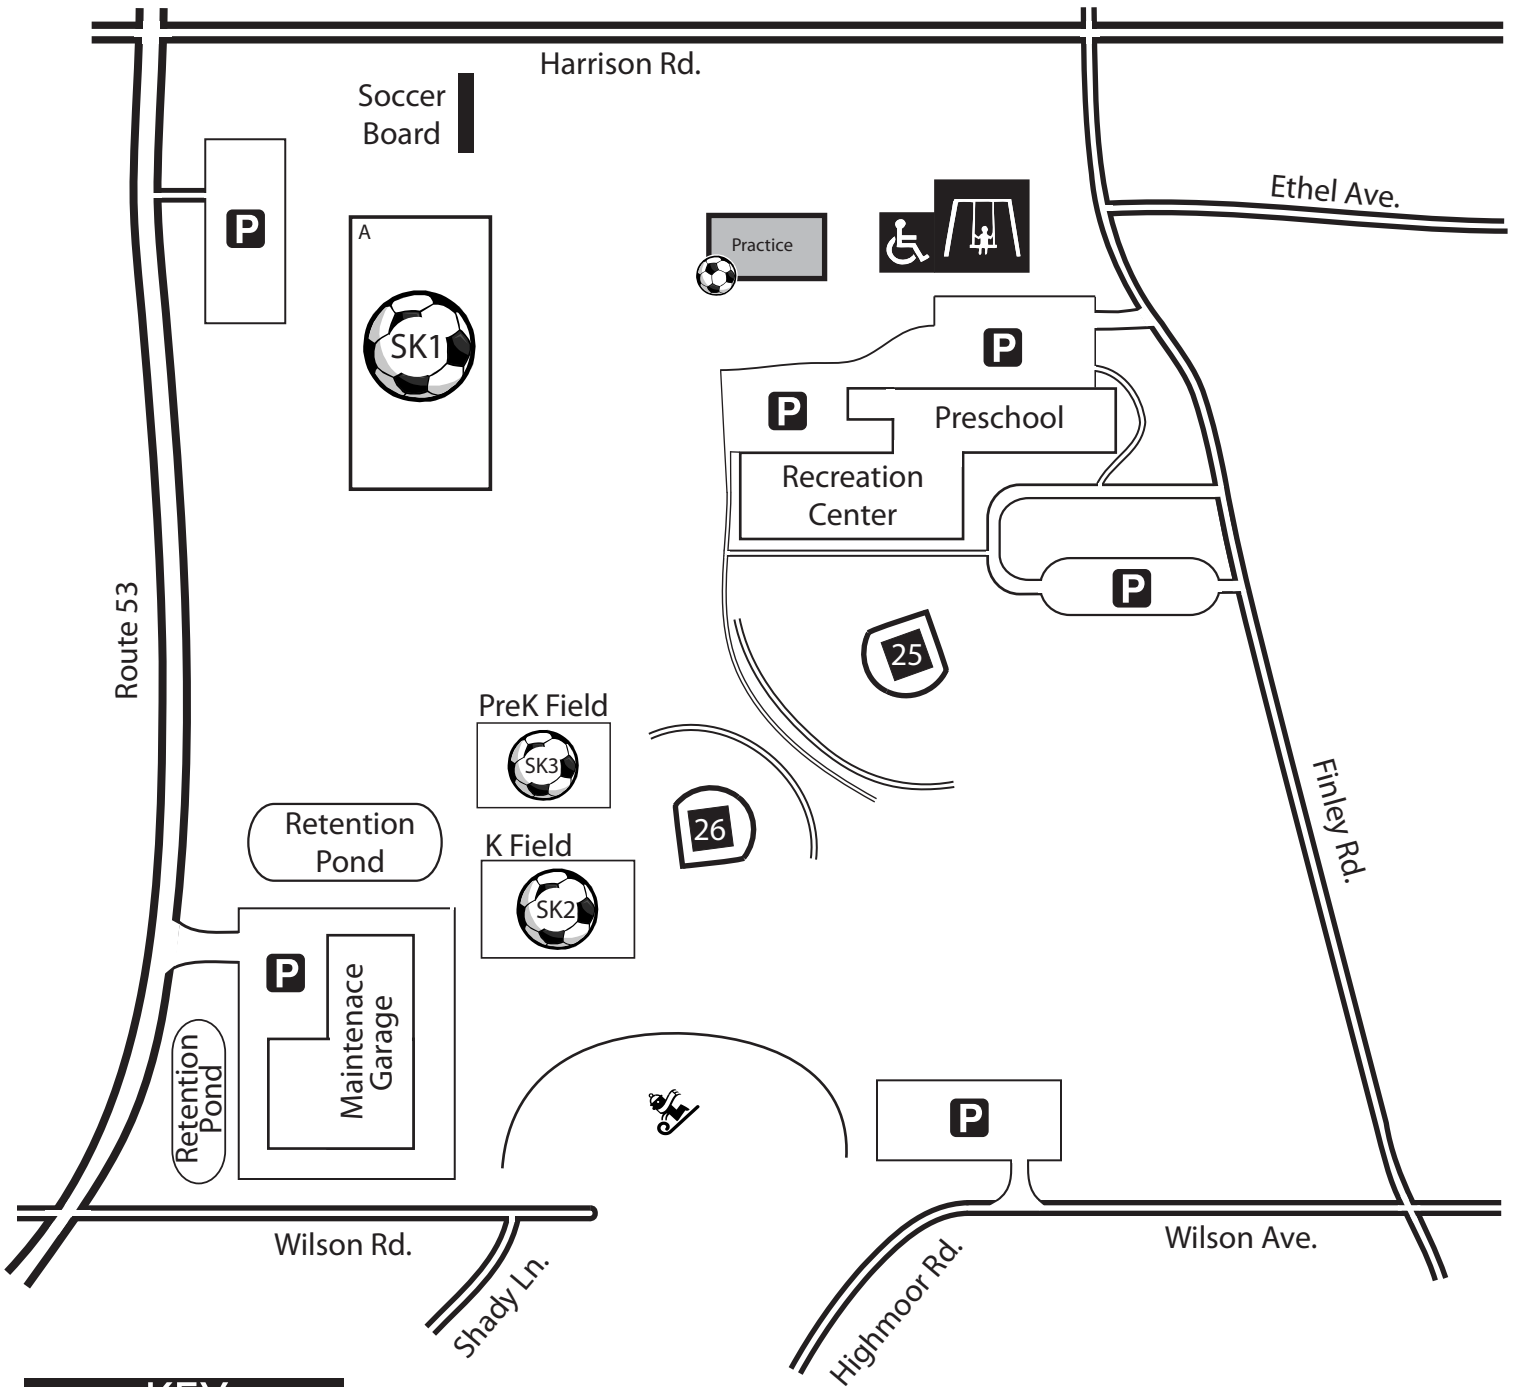 Harrison Rd.
Soccer
Board
Ethel Ave.
P
A
Practice
SK1
P
P
Preschool
Recreation
Center
P
Route 53
25
PreK Field
SK3
Finley Rd.
Retention
Pond
26
K Field
SK2
P
Maintenace
Garage
Retention
Pond
P
Wilson Rd.
Shady Ln.
Highmoor Rd.
Wilson Ave.
KEY